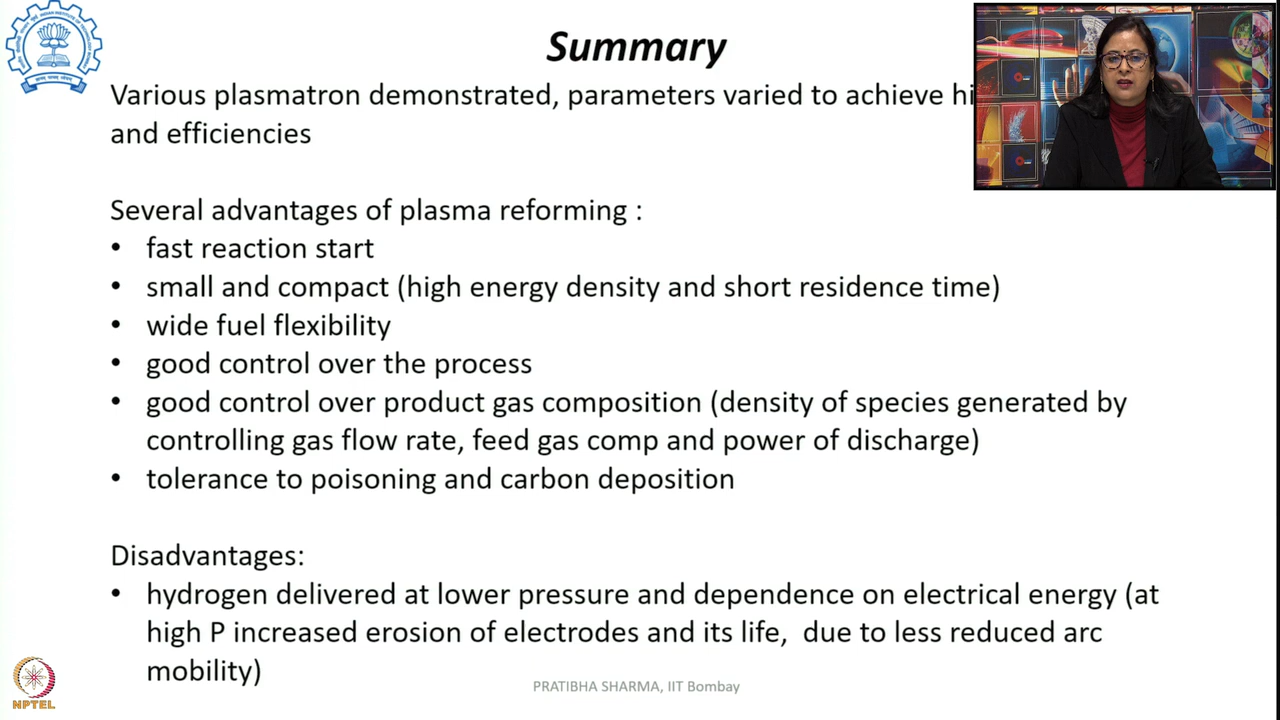 Summary
Various plasmatron demonstrated, parameters varied to achieve
and efficiencies
Several advantages of plasma reforming :
• fast reaction start
• small and compact (high energy density and short residence time)
• wide fuel flexibility
• good control over the process
• good control over product gas composition (density of species generated by
controlling gas flow rate, feed gas comp and power of discharge)
• tolerance to poisoning and carbon deposition
Disadvantages:
• hydrogen delivered at lower pressure and dependence on electrical energy (at
high P increased erosion of electrodes and its life, due to less reduced arc
mobility)
NPTEL
PRATIBHA SHARMA, IIT Bombay